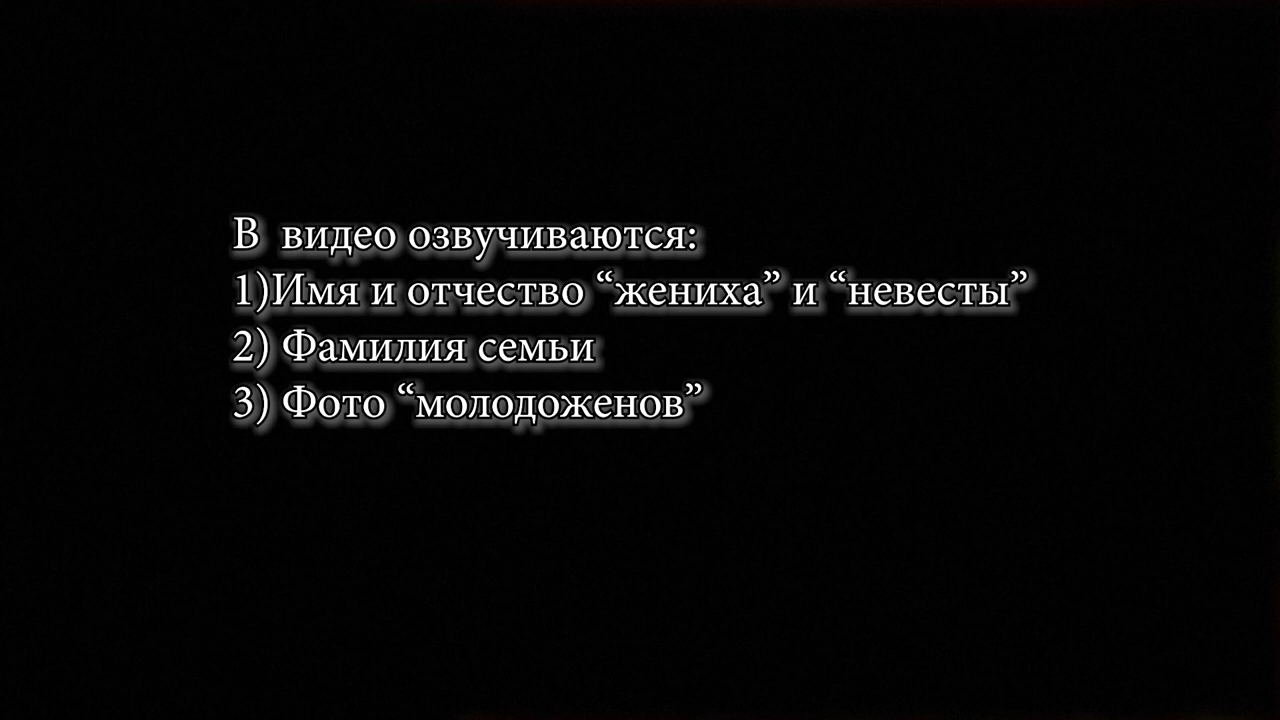 В  видео озвучиваются:
1)Имя и отчество “жениха” и “невесты”
2) Фамилия семьи
3) Фото “молодоженов”